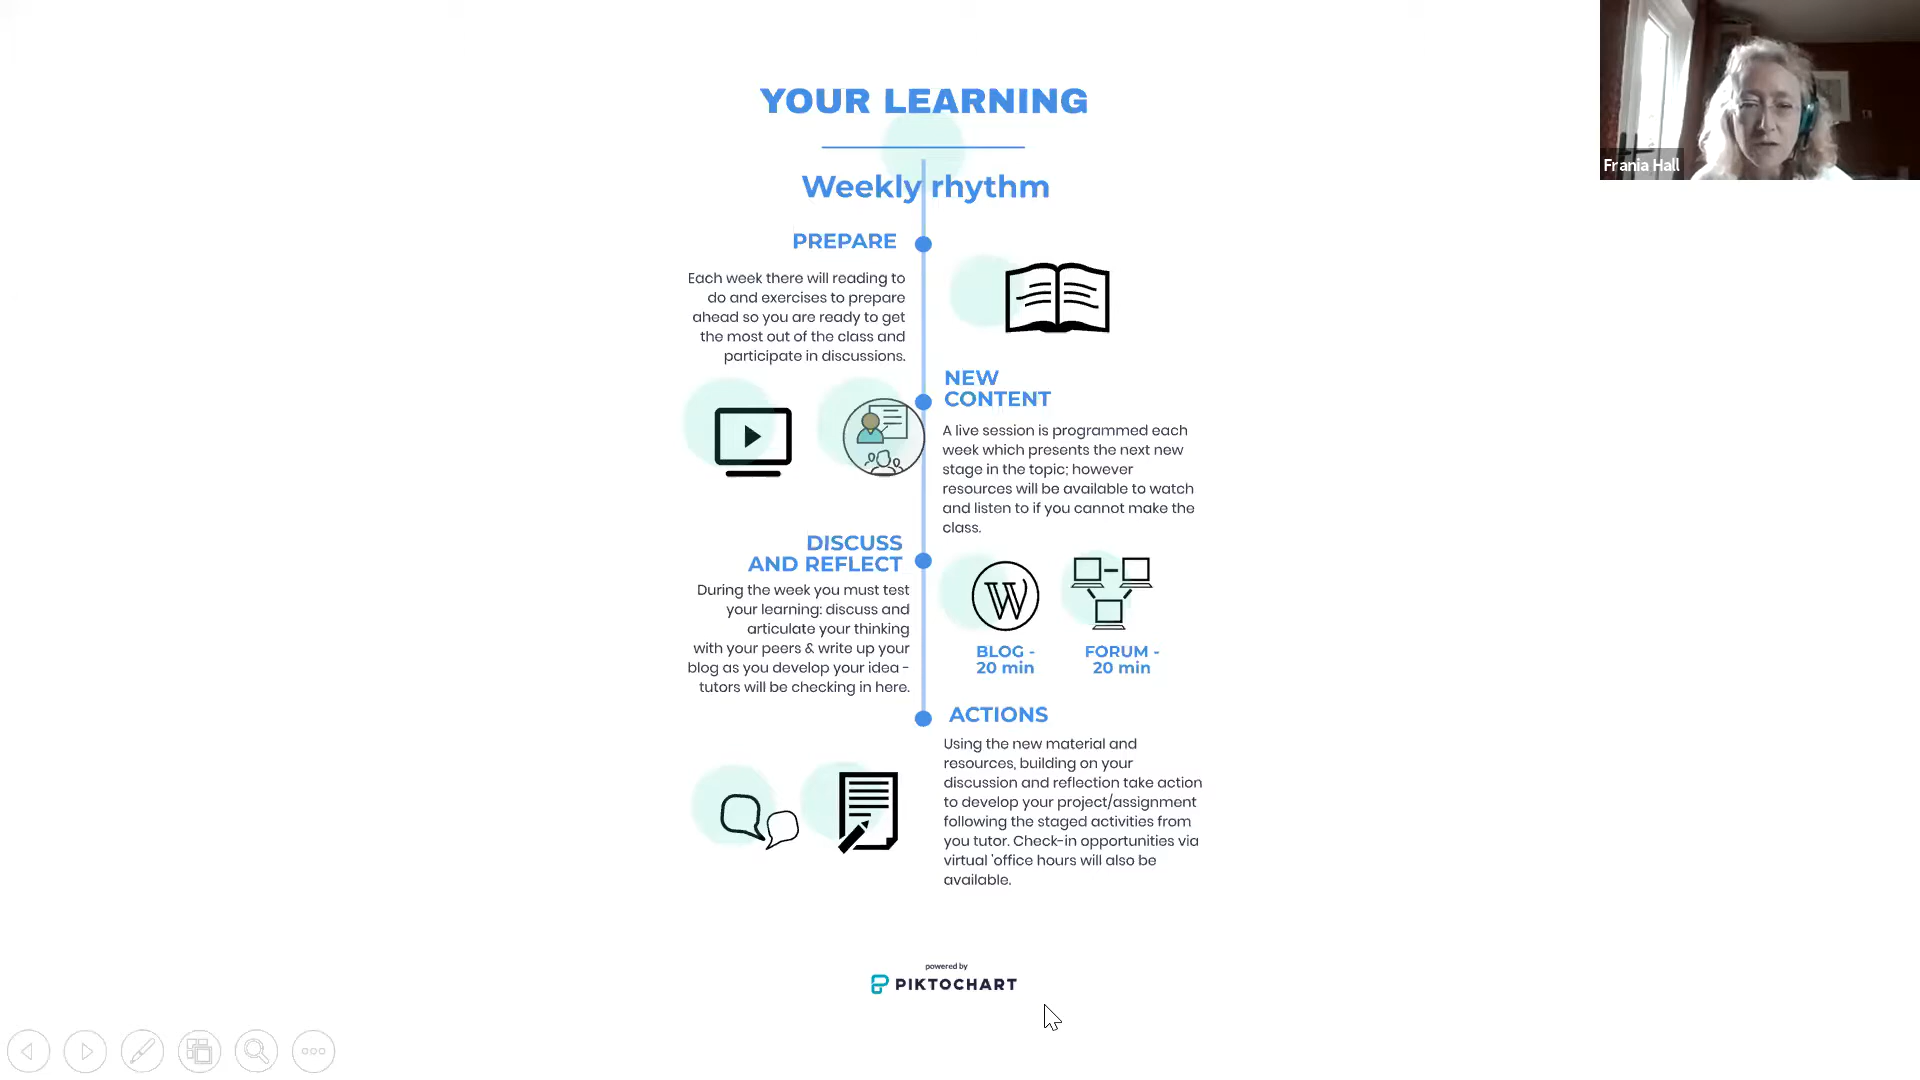 YOUR LEARNING
Weekly rhythm
PREPARE
Each week there will reading to
do and exercises to prepare
ahead so you are ready to get
the most out of the class and
participate in discussions.
NEW
CONTENT
A live session is programmed each
week which presents the next new
stage in the topic; however
resources will be available to watch
and listen to if you cannot make the
class.
DISCUSS
AND REFLECT
During the week you must test
your learning: discuss and
articulate your thinking
with your peers & write up your
blog as you develop your idea -
tutors will be checking in here.
BLOG -
20 min
FORUM -
20 min
ACTIONS
Using the new material and
resources, building on your
discussion and reflection take action
to develop your project/assignment
following the staged activities from
you tutor. Check-in opportunities via
virtual 'office hours will also be
available.
powered by
PIKTOCHART
Frania Hall